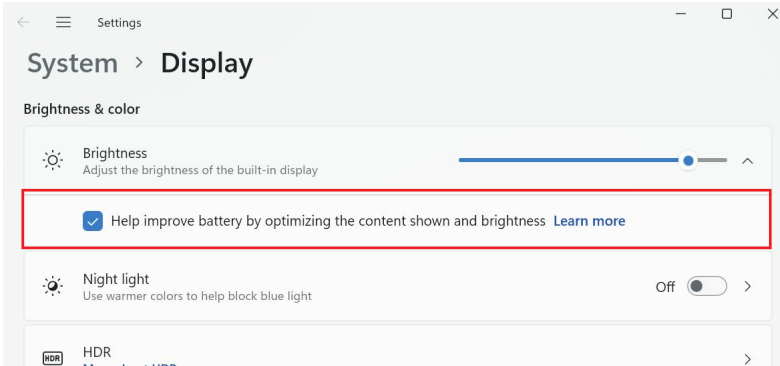 Settings
System > Display
Brightness & color
Brightness
Adjust the brightness of the built-in display
Help improve battery by optimizing the content shown and brightness Learn more
Night light
Use warmer colors to help block blue light
Off
HDR
HDR